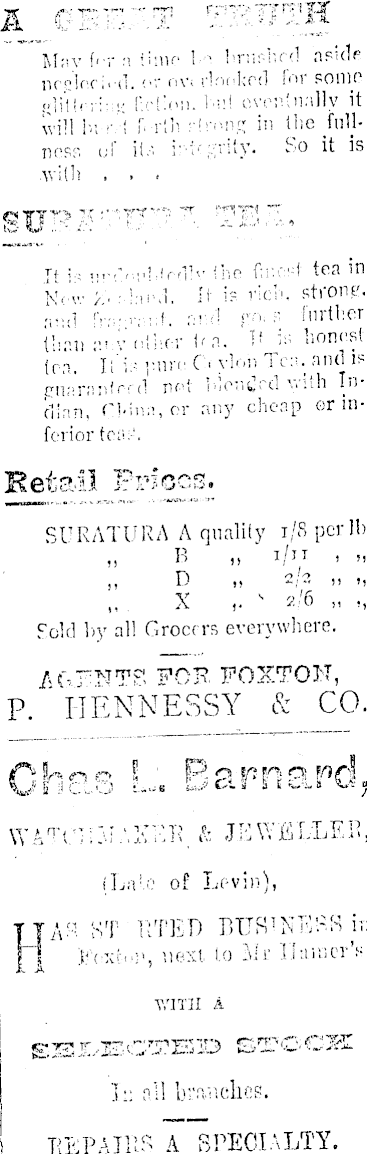 A GREAT TRUTH
May for a time be brushed aside
neglected, or overlooked for some
glittering fiction, but eventually it
will burst forth strong in the full-
ness of its integrity. So it is
with . . .
SURATURA TEA.
It is undoubtedly the finest tea in
New Zealand. It is rich, strong,
and fragrant, and goes further
than any other tea. It is honest
tea. It is pure Ceylon Tea, and is
guaranteed not blended with In-
dian, China, or any cheap or in-
ferior teas.
Retail Prices.
SURATURA A quality 1/8 per lb
„ B „ 1/11 , „
„ D „ 2/2 „ „
„ X „ 2/6 „ „
Sold by all Grocers everywhere.
AGENTS FOR FOXTON,
P. HENNESSY & CO.
Chas L. Barnard,
WATCHMAKER & JEWELLER,
(Late of Levin),
HAS ST RTED BUSINESS in
Foxton, next to Mr Hamer's
WITH A
SELECTED STOCK
In all branches.
REPAIRS A SPECIALTY.